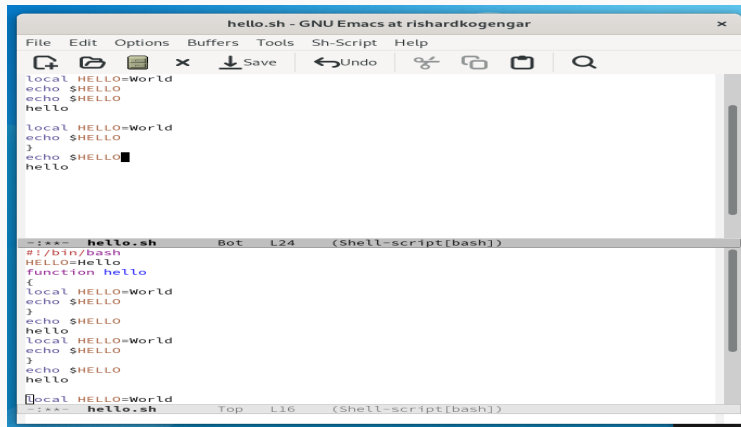 hello.sh - GNU Emacs at rishardkogengar
File Edit Options Buffers Tools Sh-Script Help
Save Undo
local HELLO=World
echo $HELLO
echo $HELLO
hello
local HELLO=World
echo $HELLO
}
echo $HELLO
hello
-:**- hello.sh Bot L24 (Shell-script[bash])
#!/bin/bash
HELLO=Hello
function hello
{
local HELLO=World
echo $HELLO
}
echo $HELLO
hello
local HELLO=World
echo $HELLO
}
echo $HELLO
hello
local HELLO=World
-:**- hello.sh Top L16 (Shell-script[bash])